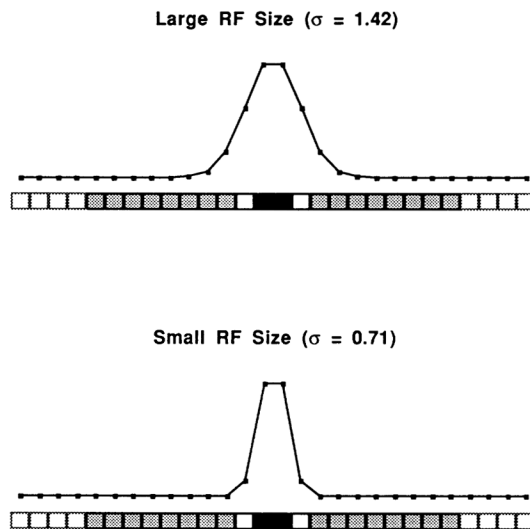 Large RF Size (σ = 1.42)
Small RF Size (σ = 0.71)